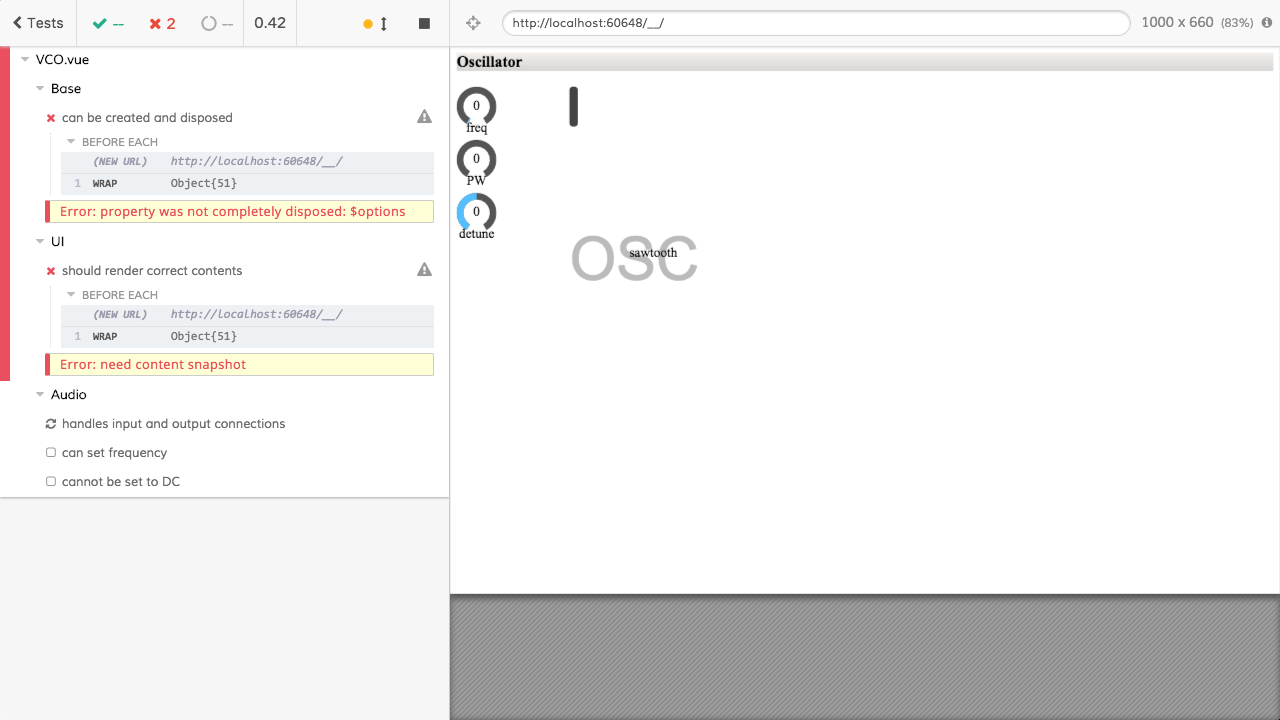 Tests
--
2
--
0.42
http://localhost:60648/__/
1000 x 660 (83%)
VCO.vue
Base
can be created and disposed
BEFORE EACH
(NEW URL) http://localhost:60648/__/
1 WRAP Object{51}
Error: property was not completely disposed: $options
UI
should render correct contents
BEFORE EACH
(NEW URL) http://localhost:60648/__/
1 WRAP Object{51}
Error: need content snapshot
Audio
handles input and output connections
can set frequency
cannot be set to DC
Oscillator
0
freq
0
PW
0
detune
OSC
sawtooth